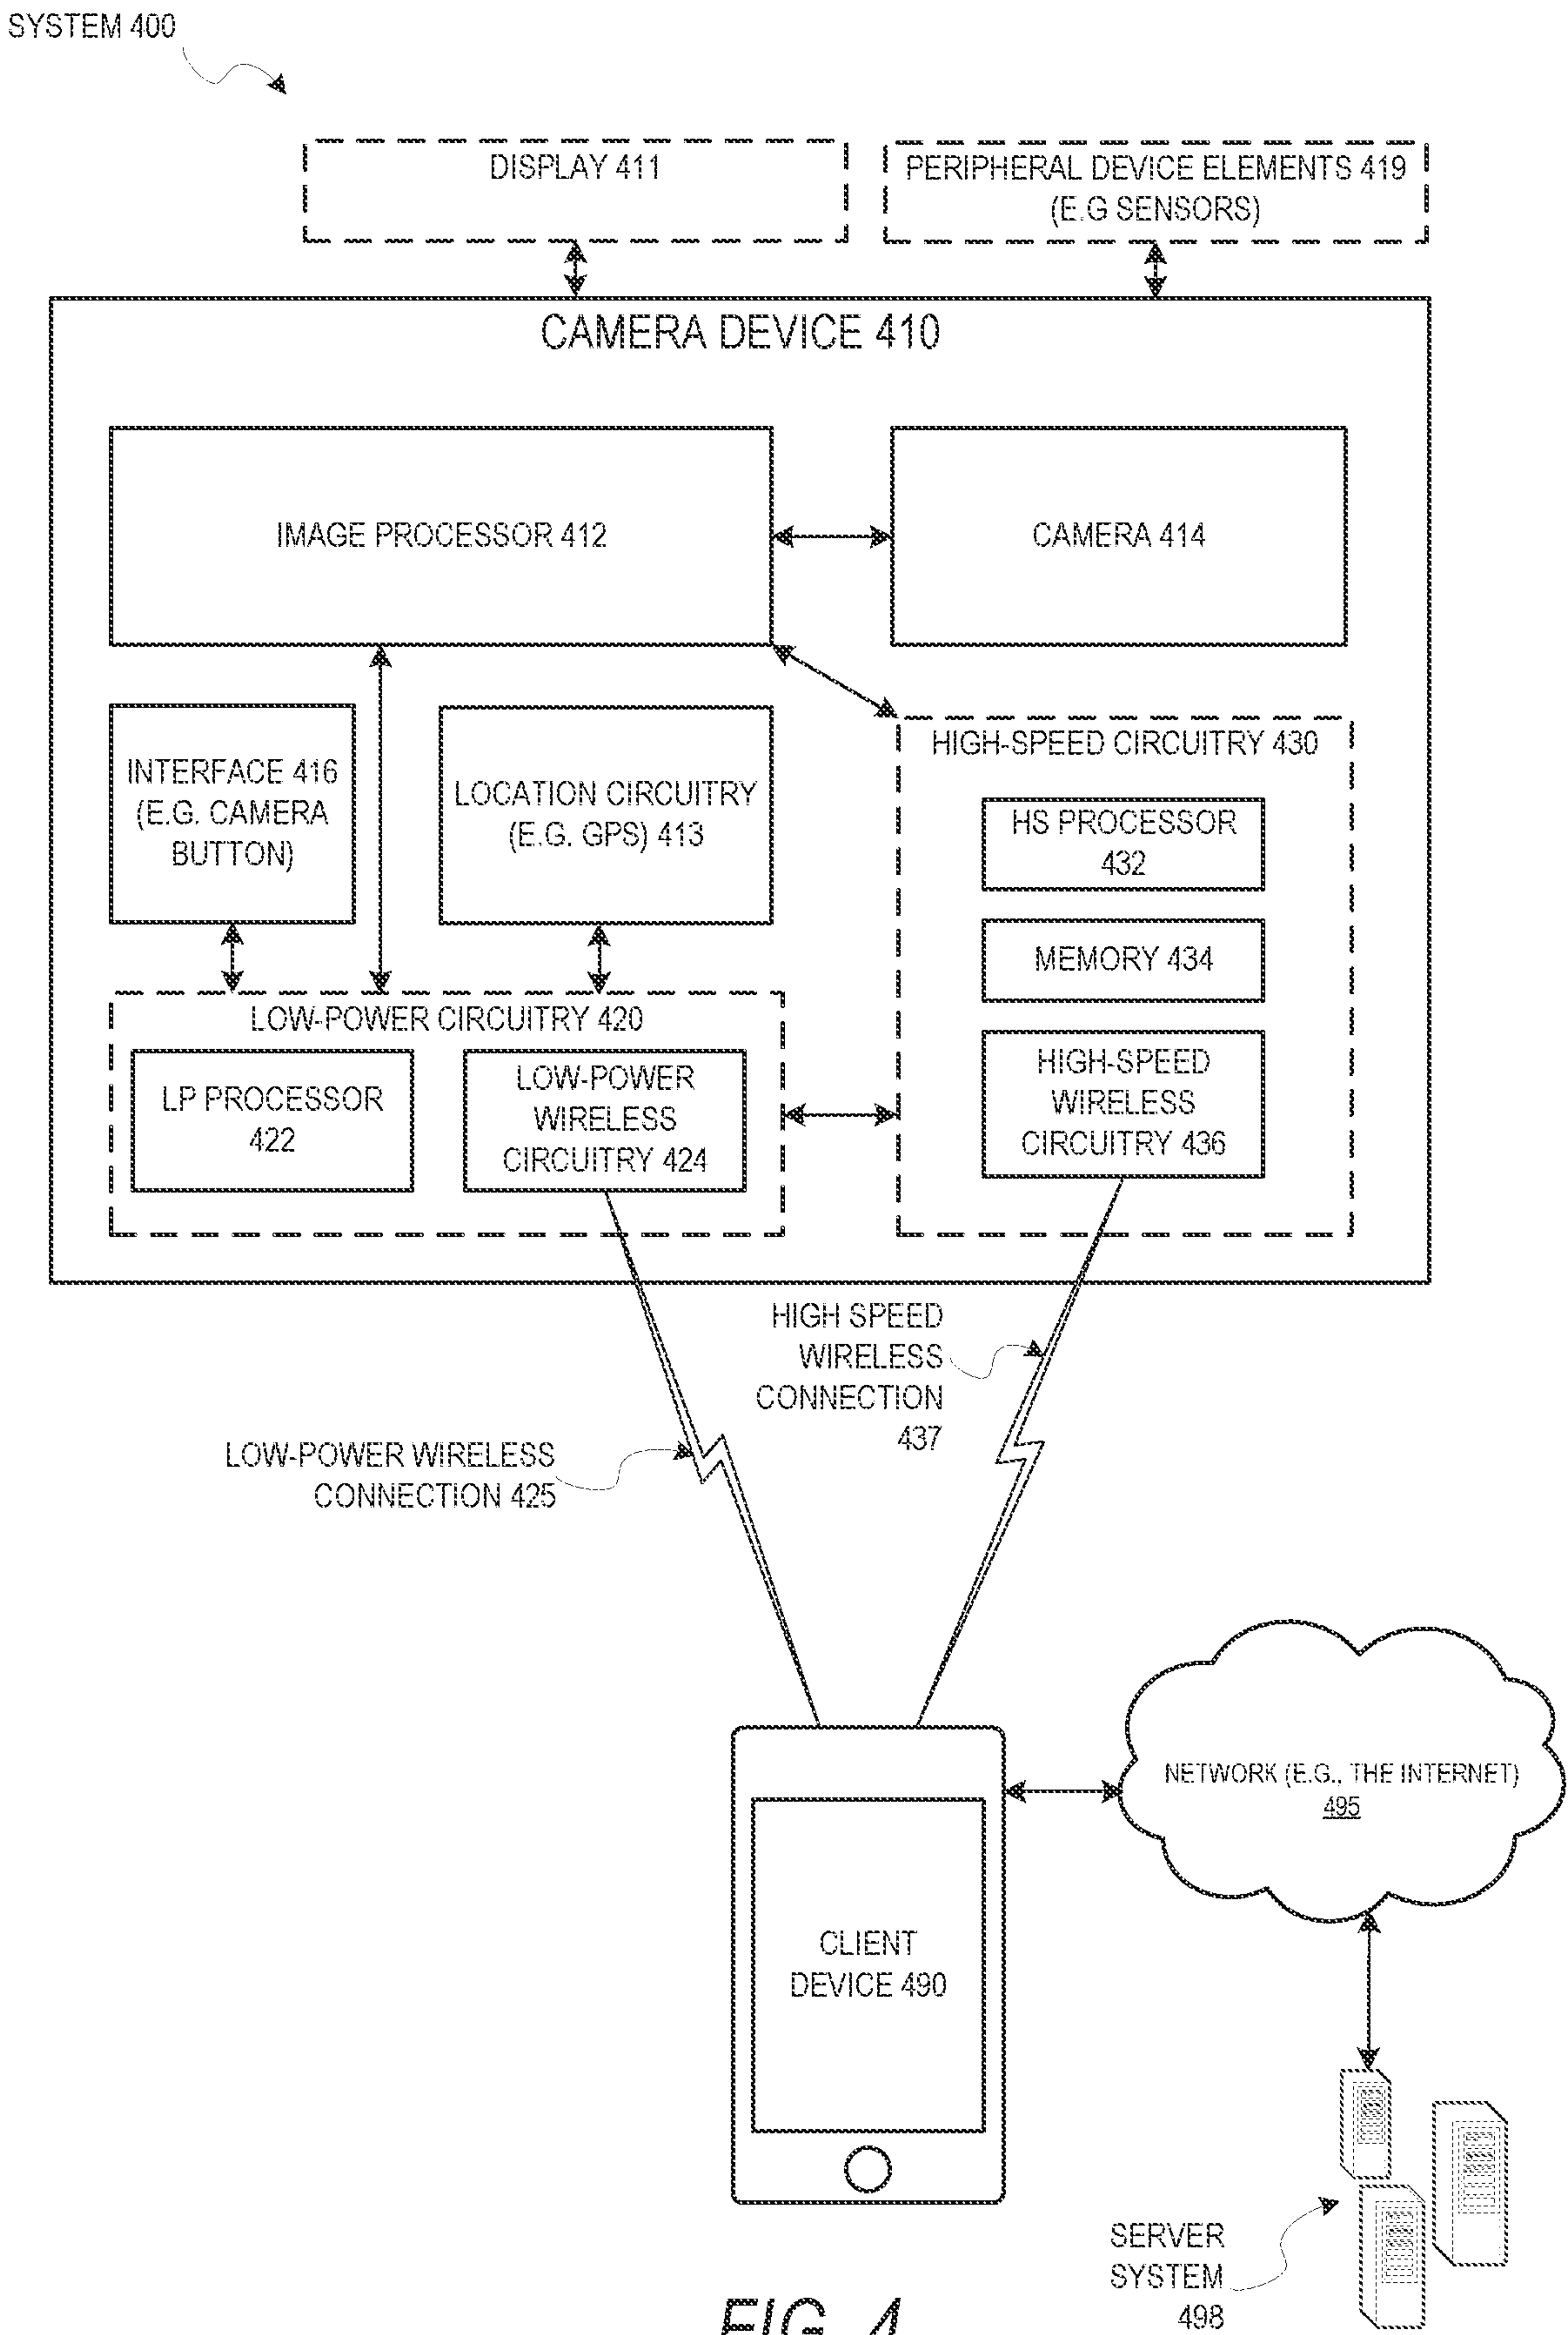 SYSTEM 400
DISPLAY 411
PERIPHERAL DEVICE ELEMENTS 419
(E.G SENSORS)
CAMERA DEVICE 410
IMAGE PROCESSOR 412
CAMERA 414
INTERFACE 416
(E.G. CAMERA
BUTTON)
LOCATION CIRCUITRY
(E.G. GPS) 413
HIGH-SPEED CIRCUITRY 430
HS PROCESSOR
432
MEMORY 434
HIGH-SPEED
WIRELESS
CIRCUITRY 436
LOW-POWER CIRCUITRY 420
LP PROCESSOR
422
LOW-POWER
WIRELESS
CIRCUITRY 424
HIGH SPEED
WIRELESS
CONNECTION
437
LOW-POWER WIRELESS
CONNECTION 425
NETWORK (E.G., THE INTERNET)
495
CLIENT
DEVICE 490
SERVER
SYSTEM
498
FIG. 4